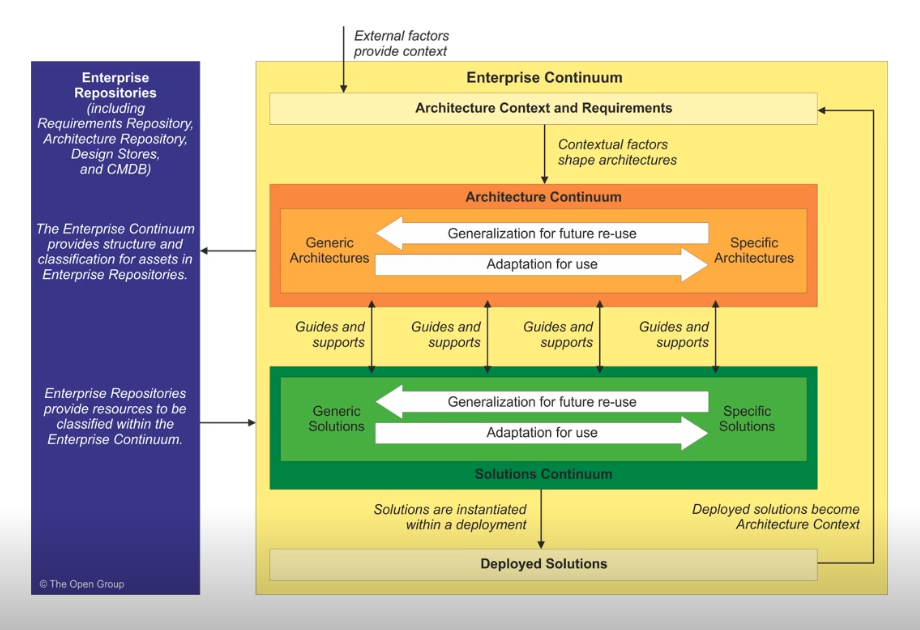 External factors
provide context
Enterprise
Repositories
(including
Requirements Repository,
Architecture Repository,
Design Stores,
and CMDB)
The Enterprise Continuum
provides structure and
classification for assets in
Enterprise Repositories.
Enterprise Repositories
provide resources to be
classified within the
Enterprise Continuum.
© The Open Group
Enterprise Continuum
Architecture Context and Requirements
Contextual factors
shape architectures
Architecture Continuum
Generic
Architectures
Generalization for future re-use
Adaptation for use
Specific
Architectures
Guides and
supports
Guides and
supports
Guides and
supports
Guides and
supports
Generic
Solutions
Generalization for future re-use
Adaptation for use
Specific
Solutions
Solutions Continuum
Solutions are instantiated
within a deployment
Deployed solutions become
Architecture Context
Deployed Solutions